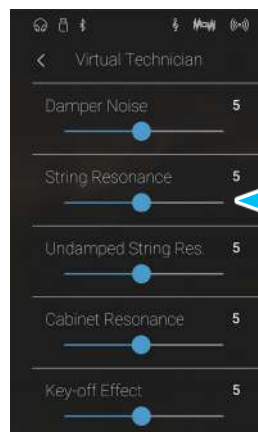 Virtual Technician
Damper Noise 5
String Resonance 5
Undamped String Res. 5
Cabinet Resonance 5
Key-off Effect 5